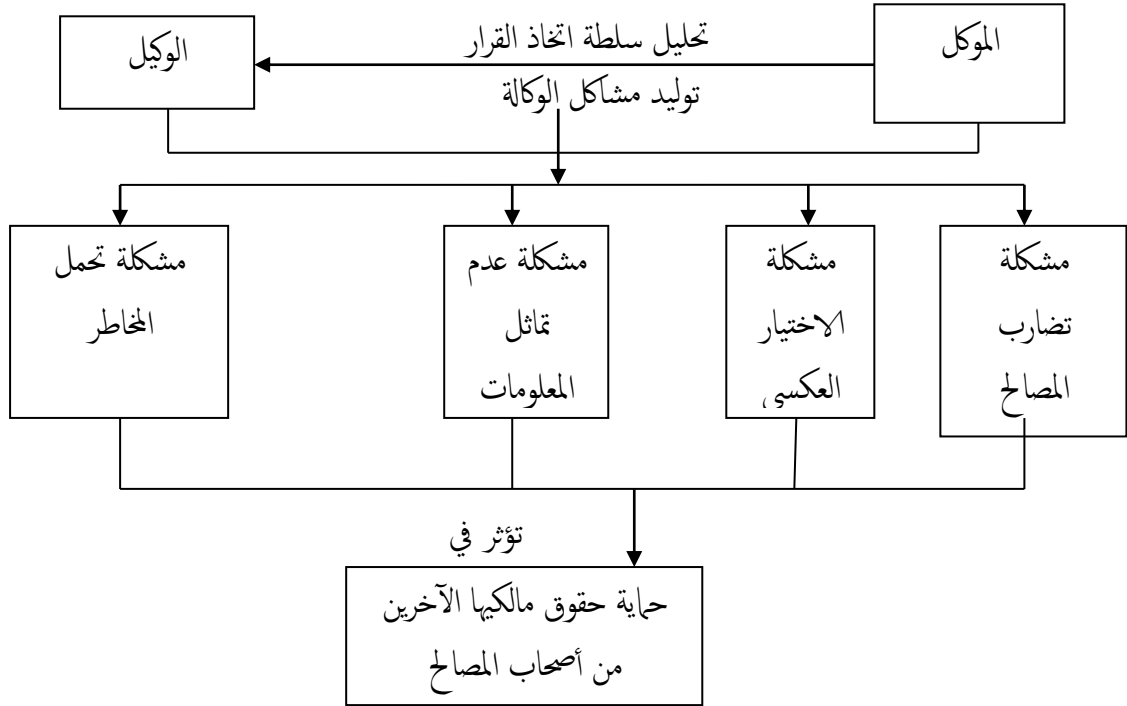 الموكل
تحليل سلطة اتخاذ القرار
الوكيل
توليد مشاكل الوكالة
مشكلة
تضارب
المصالح
مشكلة
الاختيار
العكسي
مشكلة عدم
تماثل
المعلومات
مشكلة تحمل
المخاطر
تؤثر في
حماية حقوق مالكيها الآخرين
من أصحاب المصالح